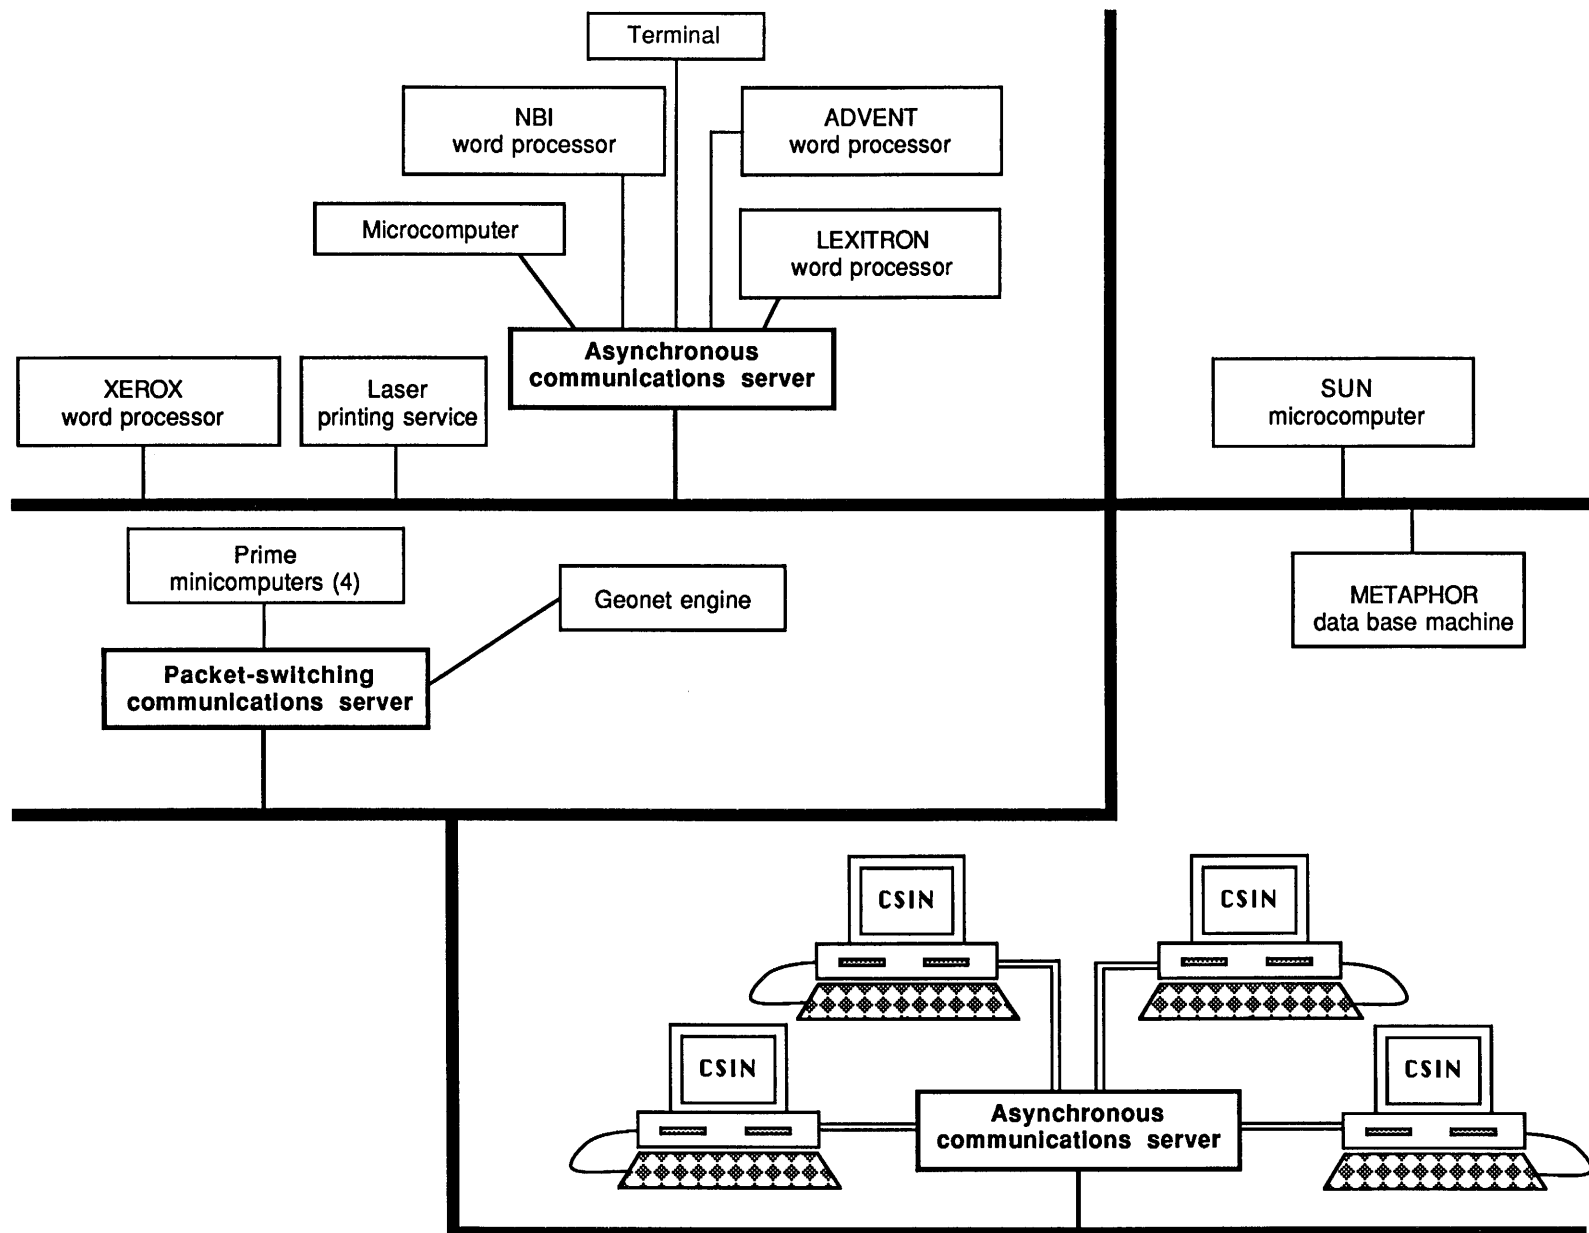 Terminal
NBI
word processor
ADVENT
word processor
Microcomputer
LEXITRON
word processor
Asynchronous
communications server
XEROX
word processor
Laser
printing service
SUN
microcomputer
Prime
minicomputers (4)
Geonet engine
METAPHOR
data base machine
Packet-switching
communications server
CSIN
CSIN
CSIN
CSIN
Asynchronous
communications server